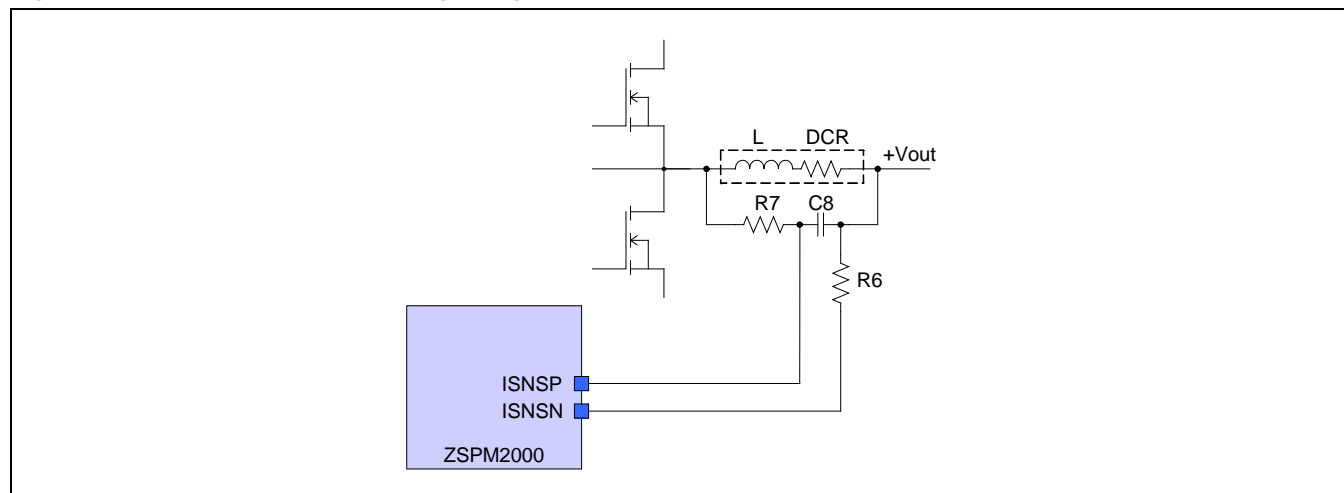 L DCR
+Vout
R7 C8
R6
ISNSP
ISNSN
ZSPM2000